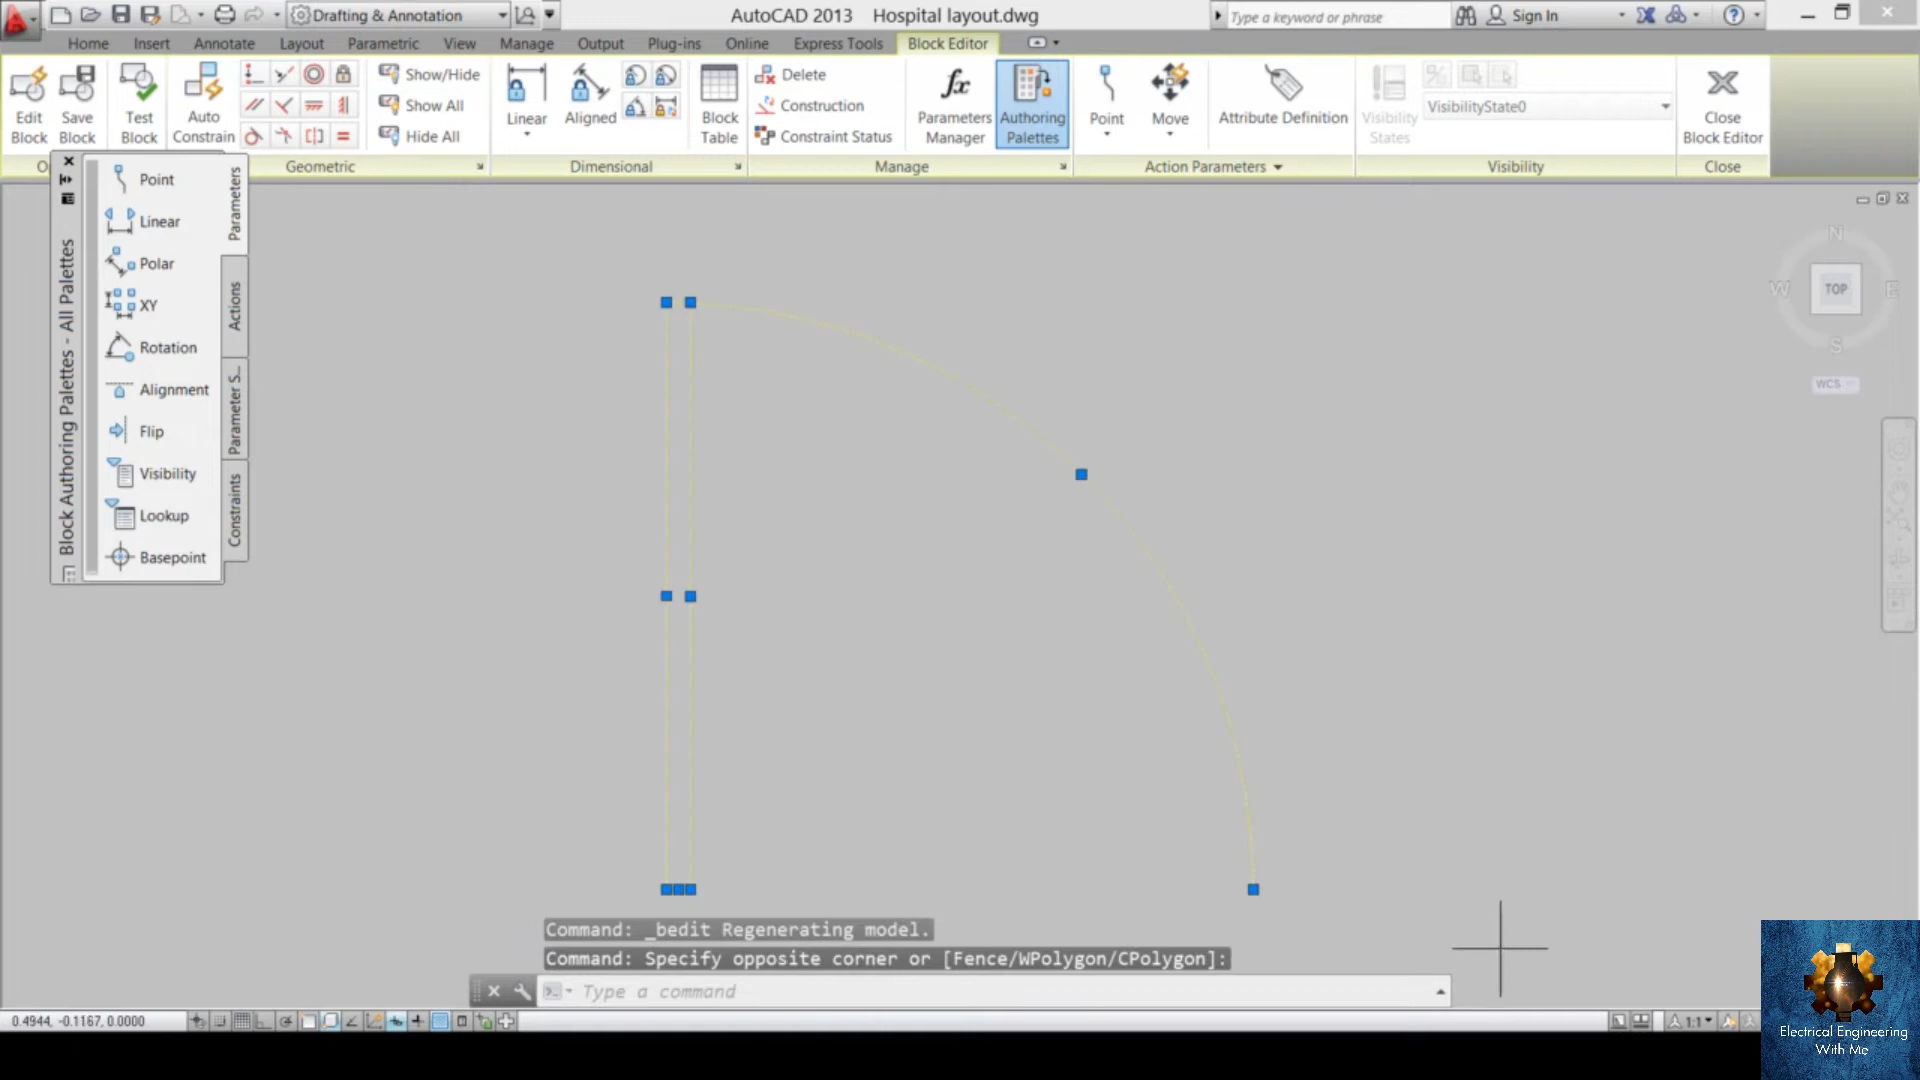 Drafting & Annotation
AutoCAD 2013 Hospital layout.dwg
Type a keyword or phrase
Sign In
Home Insert Annotate Layout Parametric View Manage Output Plug-ins Online Express Tools Block Editor
Edit Block
Save Block
Test Block
Auto Constrain
Show/Hide
Show All
Hide All
Linear
Aligned
Block Table
Delete
Construction
Constraint Status
Parameters Manager
Authoring Palettes
Point
Move
Attribute Definition
Visibility States
VisibilityState0
Close Block Editor
Geometric
Dimensional
Manage
Action Parameters
Visibility
Close
Block Authoring Palettes - All Palettes
Point
Linear
Polar
XY
Rotation
Alignment
Flip
Visibility
Lookup
Basepoint
Parameters
Actions
Parameter S...
Constraints
N
W
TOP
E
S
WCS
Command: _bedit Regenerating model.
Command: Specify opposite corner or [Fence/WPolygon/CPolygon]:
Type a command
0.4944, -0.1167, 0.0000
1:1
Electrical Engineering
With Me